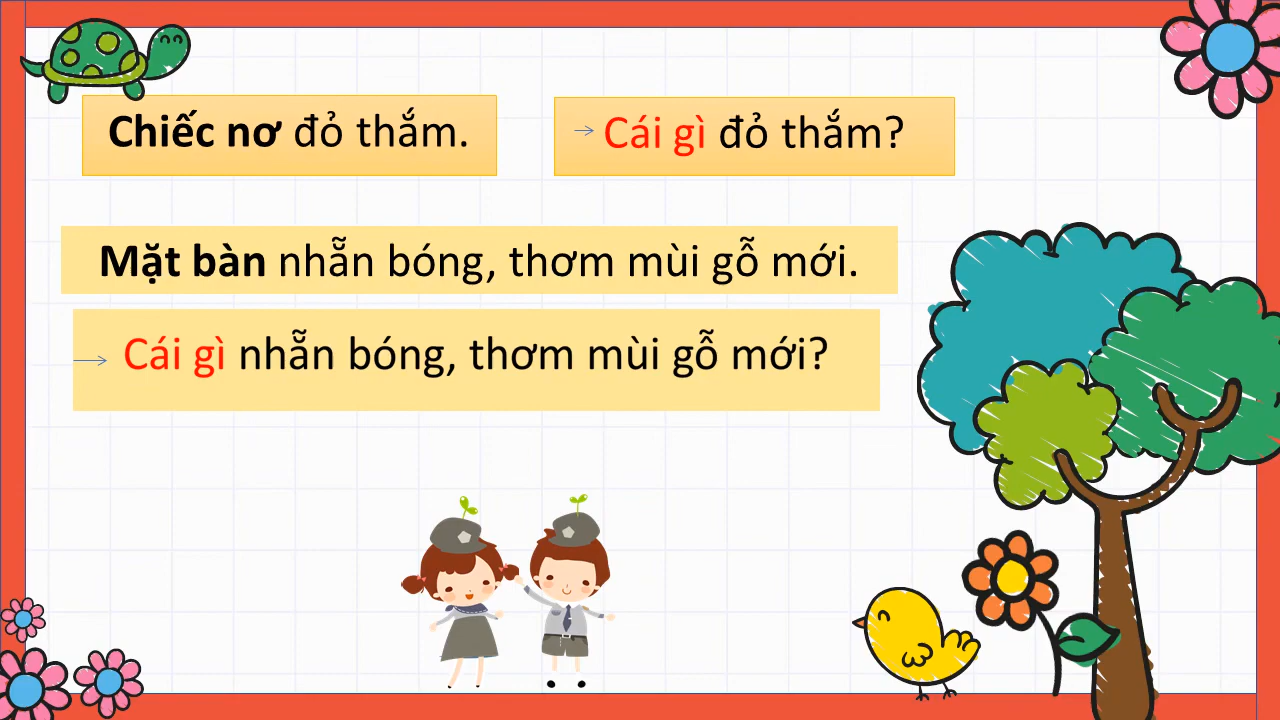 Chiếc nơ đỏ thắm.
→ Cái gì đỏ thắm?
Mặt bàn nhẵn bóng, thơm mùi gỗ mới.
→ Cái gì nhẵn bóng, thơm mùi gỗ mới?